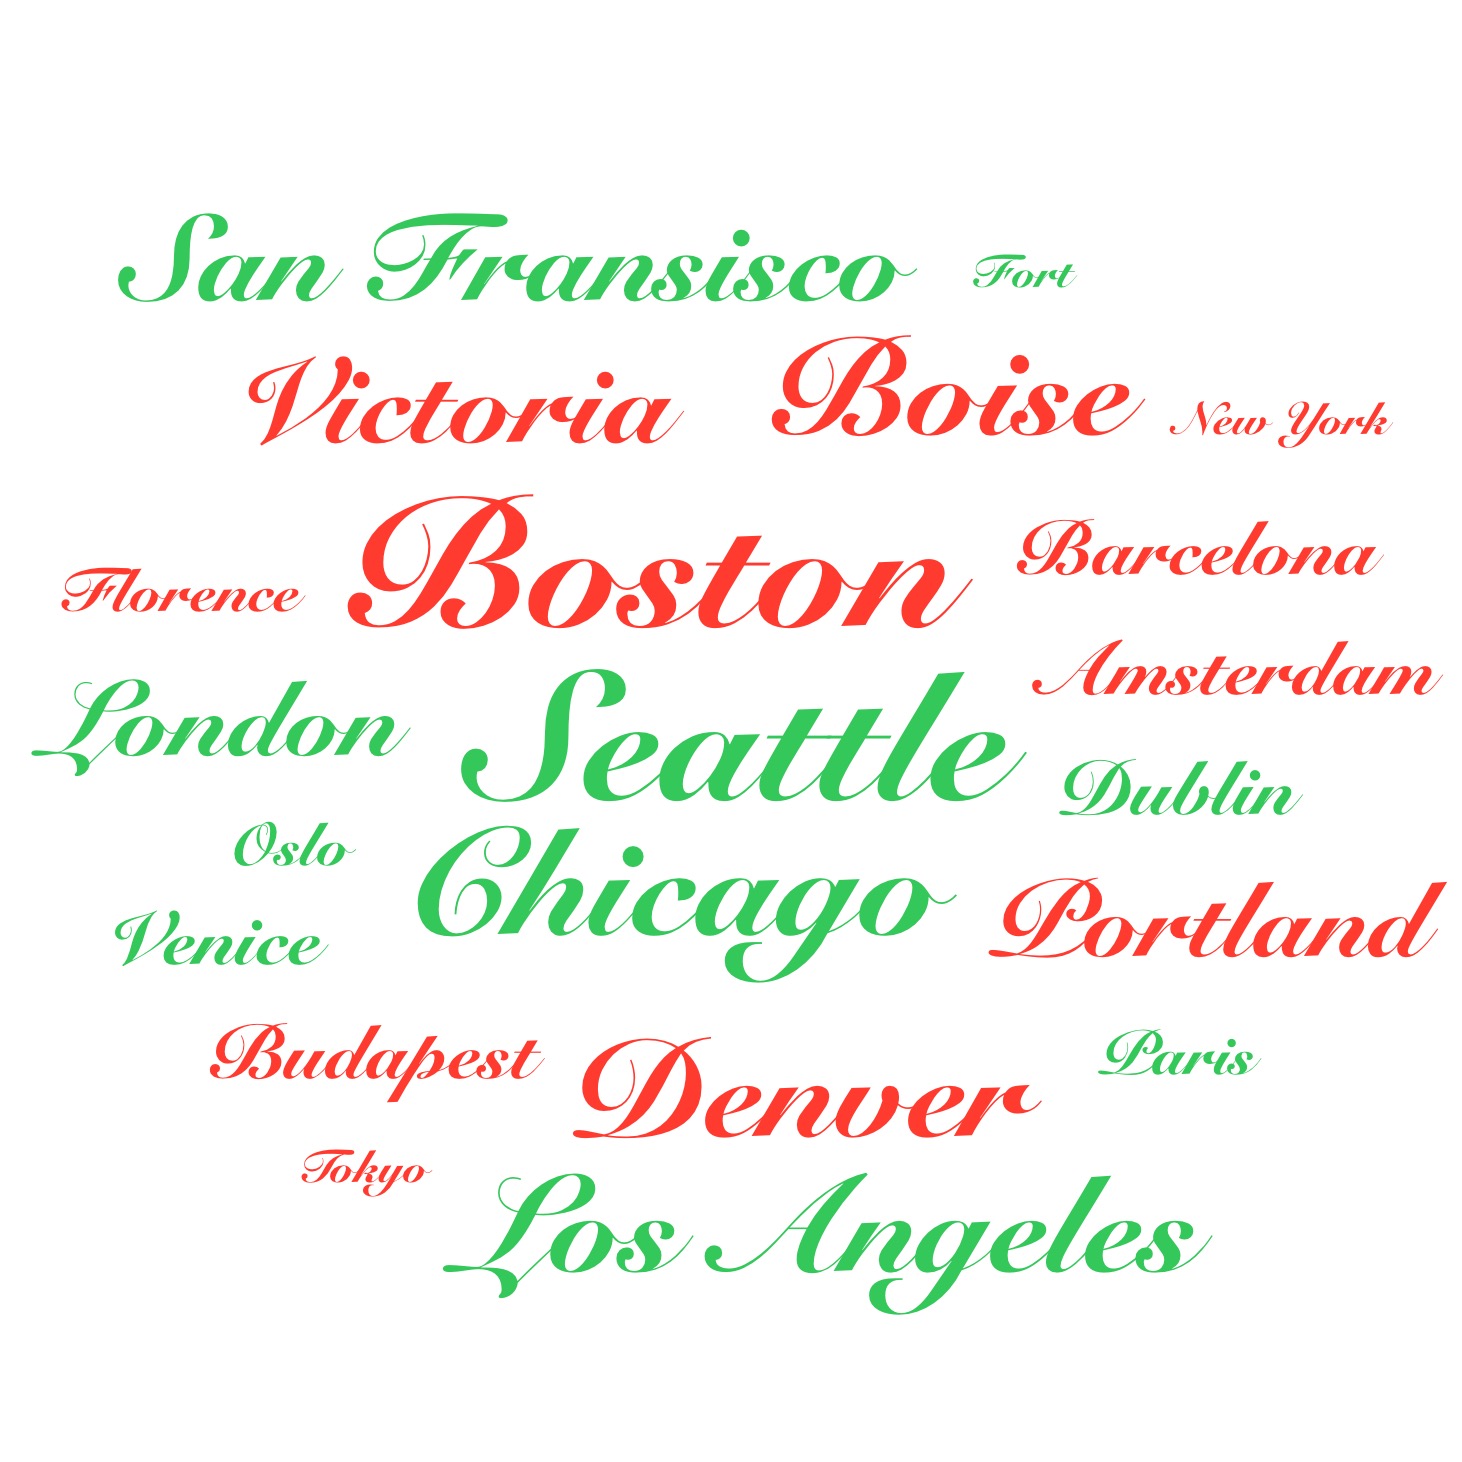 San Fransisco
Fort
Victoria
Boise
New York
Boston
Barcelona
Florence
Amsterdam
London
Seattle
Dublin
Oslo
Chicago
Portland
Venice
Budapest
Denver
Paris
Tokyo
Los Angeles